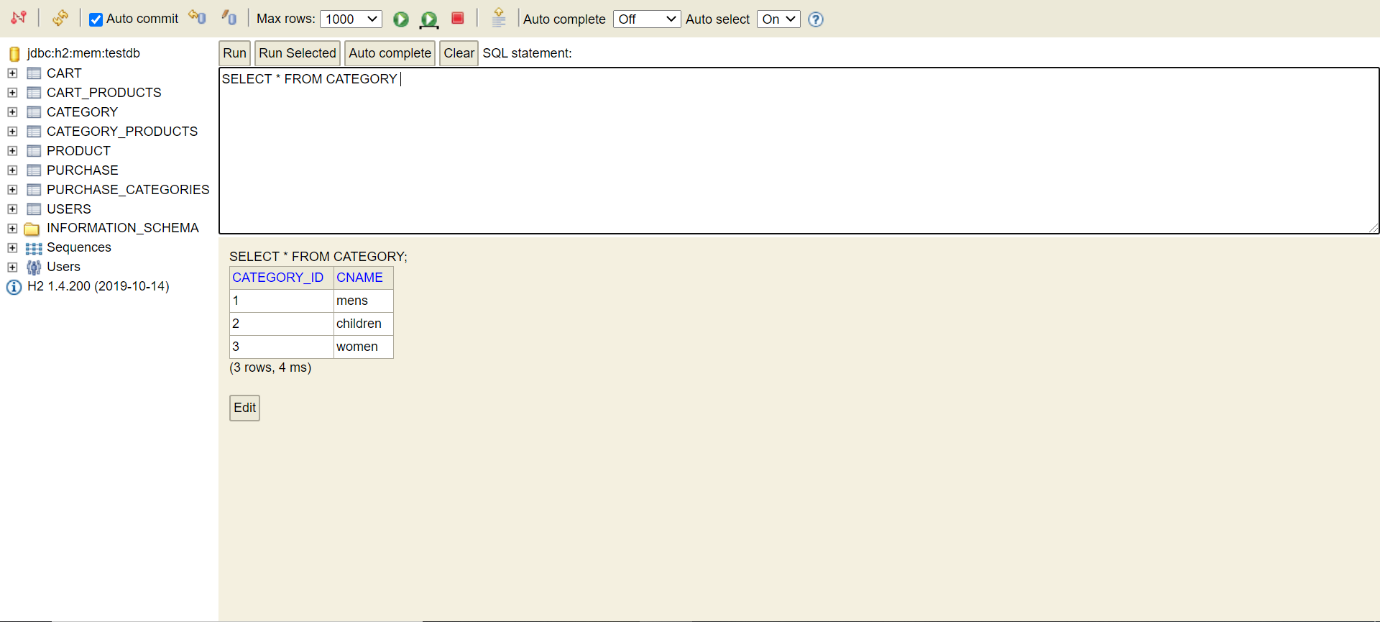 Auto commit Max rows: 1000 Auto complete Off Auto select On ?
jdbc:h2:mem:testdb
CART
CART_PRODUCTS
CATEGORY
CATEGORY_PRODUCTS
PRODUCT
PURCHASE
PURCHASE_CATEGORIES
USERS
INFORMATION_SCHEMA
Sequences
Users
H2 1.4.200 (2019-10-14)
Run Run Selected Auto complete Clear SQL statement:
SELECT * FROM CATEGORY
SELECT * FROM CATEGORY;
CATEGORY_ID CNAME
1 mens
2 children
3 women
(3 rows, 4 ms)
Edit